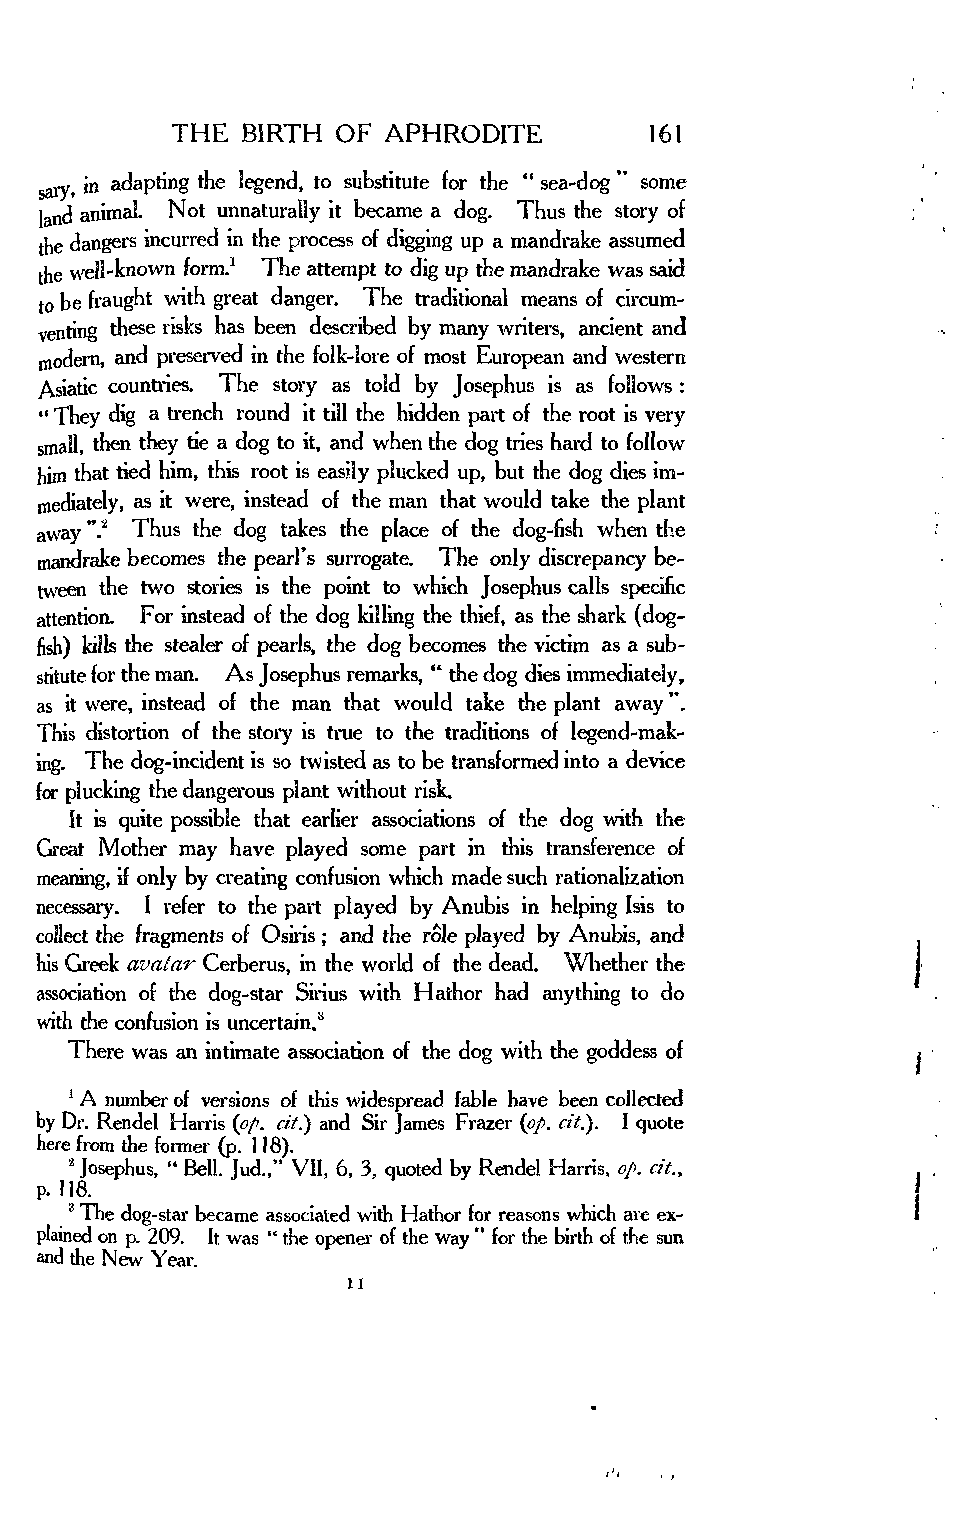 THE BIRTH OF APHRODITE 161
sary, in adapting the legend, to substitute for the " sea-dog " some
land animal. Not unnaturally it became a dog. Thus the story of
the dangers incurred in the process of digging up a mandrake assumed
the well-known form.¹ The attempt to dig up the mandrake was said
to be fraught with great danger. The traditional means of circum-
venting these risks has been described by many writers, ancient and
modern, and preserved in the folk-lore of most European and western
Asiatic countries. The story as told by Josephus is as follows :
" They dig a trench round it till the hidden part of the root is very
small, then they tie a dog to it, and when the dog tries hard to follow
him that tied him, this root is easily plucked up, but the dog dies im-
mediately, as it were, instead of the man that would take the plant
away ".² Thus the dog takes the place of the dog-fish when the
mandrake becomes the pearl's surrogate. The only discrepancy be-
tween the two stories is the point to which Josephus calls specific
attention. For instead of the dog killing the thief, as the shark (dog-
fish) kills the stealer of pearls, the dog becomes the victim as a sub-
stitute for the man. As Josephus remarks, " the dog dies immediately,
as it were, instead of the man that would take the plant away ".
This distortion of the story is true to the traditions of legend-mak-
ing. The dog-incident is so twisted as to be transformed into a device
for plucking the dangerous plant without risk.
It is quite possible that earlier associations of the dog with the
Great Mother may have played some part in this transference of
meaning, if only by creating confusion which made such rationalization
necessary. I refer to the part played by Anubis in helping Isis to
collect the fragments of Osiris ; and the rôle played by Anubis, and
his Greek avatar Cerberus, in the world of the dead. Whether the
association of the dog-star Sirius with Hathor had anything to do
with the confusion is uncertain.³
There was an intimate association of the dog with the goddess of
¹ A number of versions of this widespread fable have been collected
by Dr. Rendel Harris (op. cit.) and Sir James Frazer (op. cit.). I quote
here from the former (p. 118).
² Josephus, " Bell. Jud.," VII, 6, 3, quoted by Rendel Harris, op. cit.,
p. 118.
³ The dog-star became associated with Hathor for reasons which are ex-
plained on p. 209. It was " the opener of the way " for the birth of the sun
and the New Year.
11